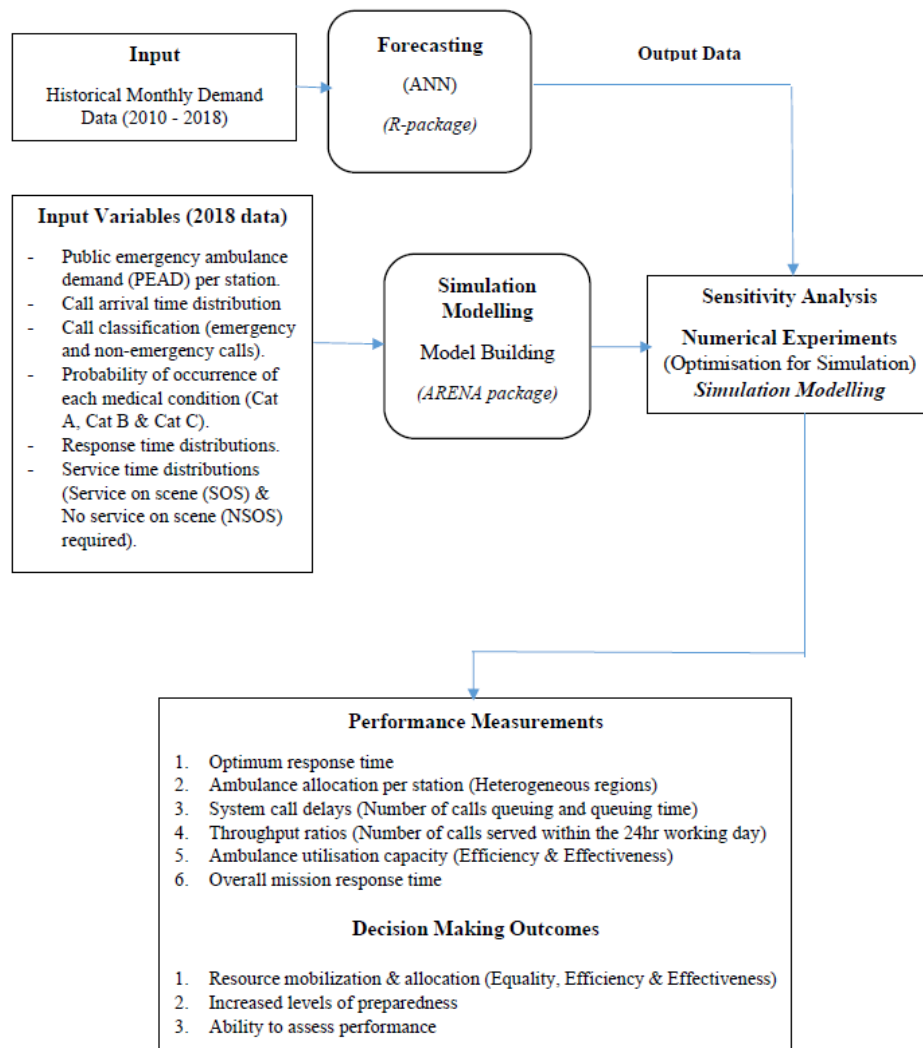 Input
Historical Monthly Demand
Data (2010 - 2018)
Forecasting
(ANN)
(R-package)
Output Data
Input Variables (2018 data)
- Public emergency ambulance
demand (PEAD) per station.
- Call arrival time distribution
- Call classification (emergency
and non-emergency calls).
- Probability of occurrence of
each medical condition (Cat
A, Cat B & Cat C).
- Response time distributions.
- Service time distributions
(Service on scene (SOS) &
No service on scene (NSOS)
required).
Simulation
Modelling
Model Building
(ARENA package)
Sensitivity Analysis
Numerical Experiments
(Optimisation for Simulation)
Simulation Modelling
Performance Measurements
1. Optimum response time
2. Ambulance allocation per station (Heterogeneous regions)
3. System call delays (Number of calls queuing and queuing time)
4. Throughput ratios (Number of calls served within the 24hr working day)
5. Ambulance utilisation capacity (Efficiency & Effectiveness)
6. Overall mission response time
Decision Making Outcomes
1. Resource mobilization & allocation (Equality, Efficiency & Effectiveness)
2. Increased levels of preparedness
3. Ability to assess performance